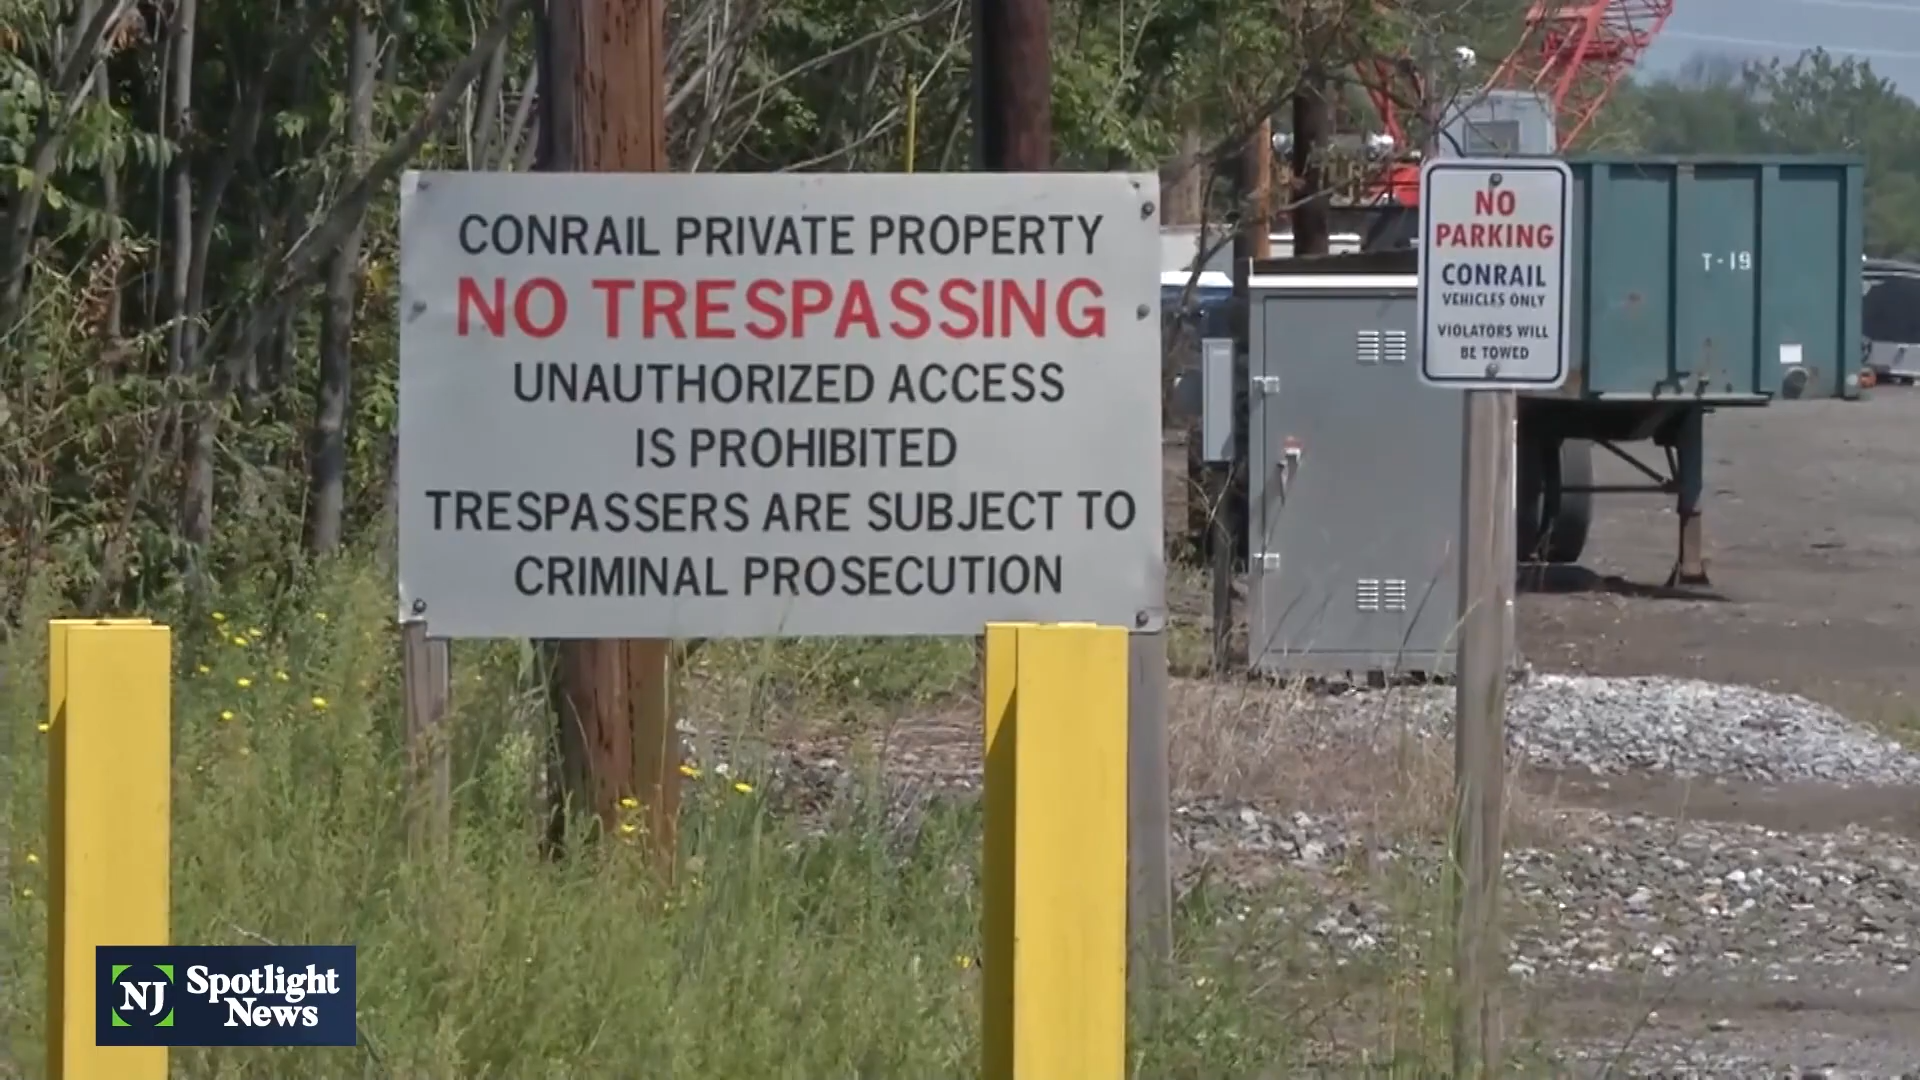 CONRAIL PRIVATE PROPERTY
NO TRESPASSING
UNAUTHORIZED ACCESS
IS PROHIBITED
TRESPASSERS ARE SUBJECT TO
CRIMINAL PROSECUTION
NO
PARKING
CONRAIL
VEHICLES ONLY
VIOLATORS WILL
BE TOWED
T-19
NJ Spotlight
News